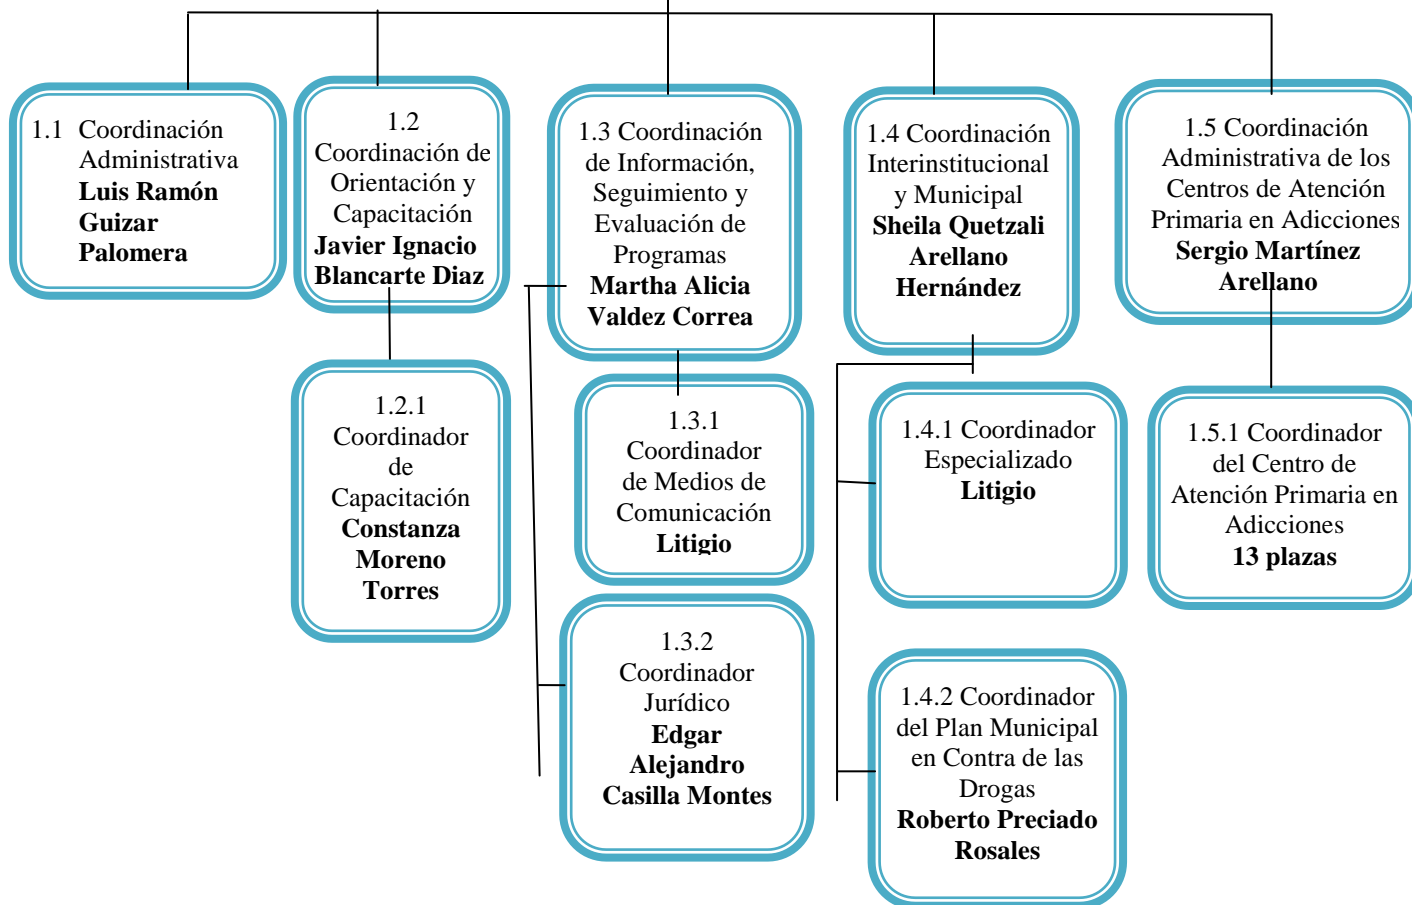 1.1 Coordinación
Administrativa
Luis Ramón
Guizar
Palomera
1.2
Coordinación de
Orientación y
Capacitación
Javier Ignacio
Blancarte Diaz
1.3 Coordinación
de Información,
Seguimiento y
Evaluación de
Programas
Martha Alicia
Valdez Correa
1.4 Coordinación
Interinstitucional
y Municipal
Sheila Quetzali
Arellano
Hernández
1.5 Coordinación
Administrativa de los
Centros de Atención
Primaria en Adicciones
Sergio Martínez
Arellano
1.2.1
Coordinador
de
Capacitación
Constanza
Moreno
Torres
1.3.1
Coordinador
de Medios de
Comunicación
Litigio
1.4.1 Coordinador
Especializado
Litigio
1.5.1 Coordinador
del Centro de
Atención Primaria en
Adicciones
13 plazas
1.3.2
Coordinador
Jurídico
Edgar
Alejandro
Casilla Montes
1.4.2 Coordinador
del Plan Municipal
en Contra de las
Drogas
Roberto Preciado
Rosales